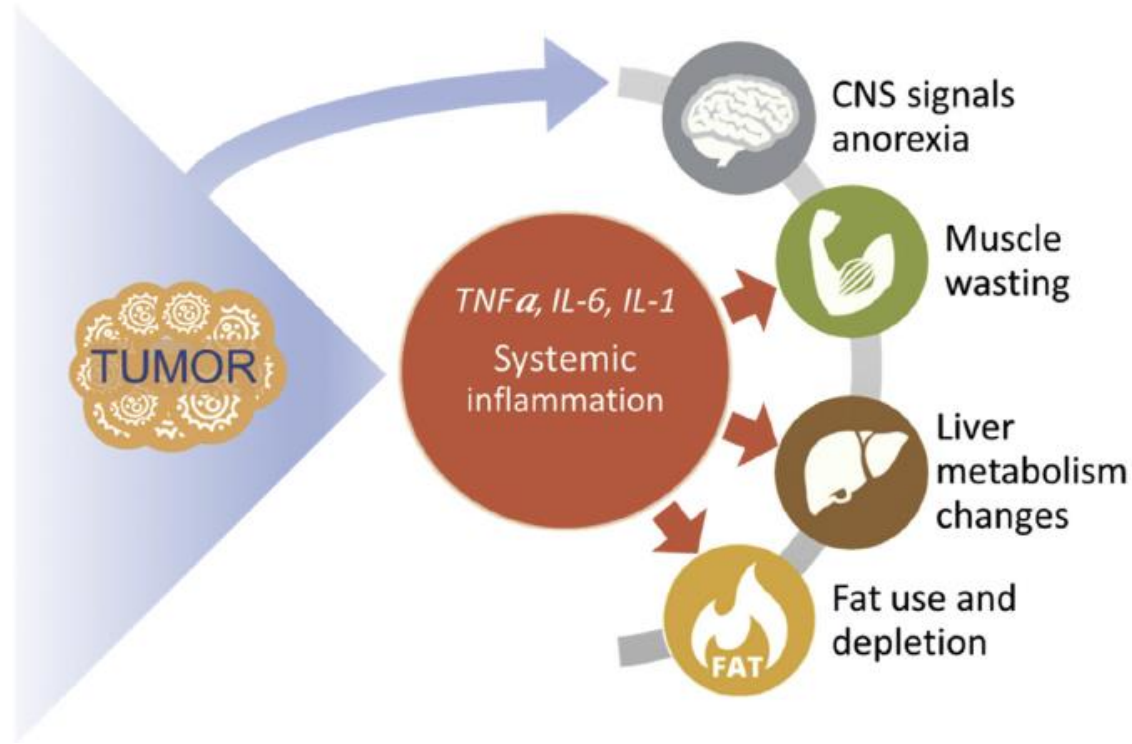 CNS signals
anorexia
Muscle
wasting
TNFα, IL-6, IL-1
Systemic
inflammation
TUMOR
Liver
metabolism
changes
Fat use and
depletion
FAT